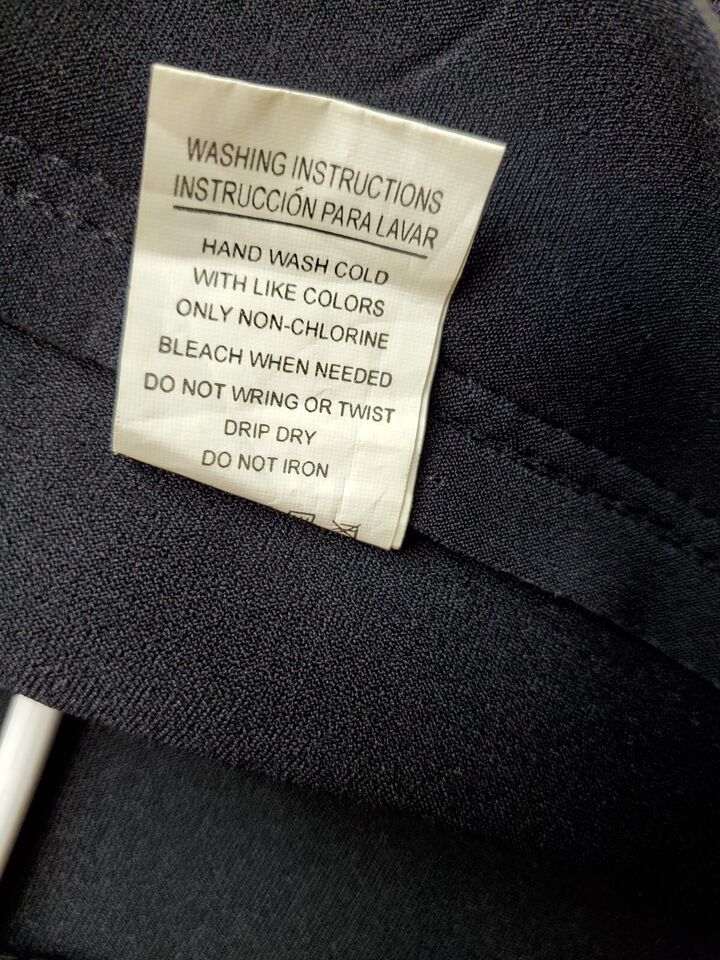 WASHING INSTRUCTIONS
INSTRUCCIÓN PARA LAVAR
HAND WASH COLD
WITH LIKE COLORS
ONLY NON-CHLORINE
BLEACH WHEN NEEDED
DO NOT WRING OR TWIST
DRIP DRY
DO NOT IRON